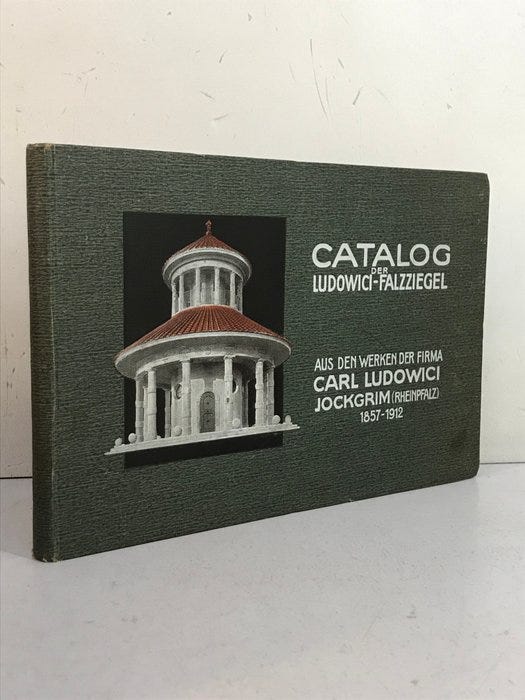 CATALOG
DER
LUDOWICI-FALZZIEGEL
AUS DEN WERKEN DER FIRMA
CARL LUDOWICI
JOCKGRIM (RHEINPFALZ)
1857-1912